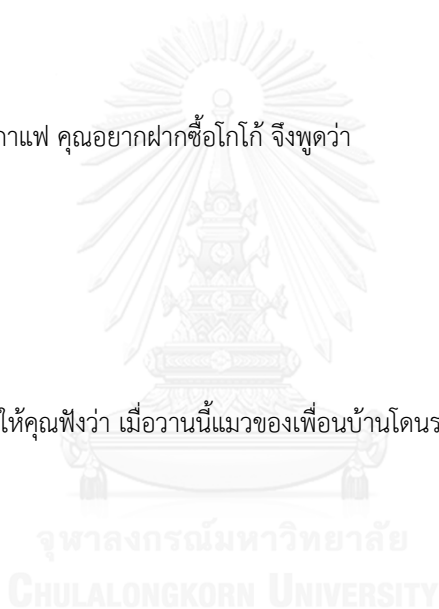 กาแฟ คุณอยากฝากซื้อโกโก้ จึงพูดว่า
ให้คุณฟังว่า เมื่อวานนี้แมวของเพื่อนบ้านโดนร
จุฬาลงกรณ์มหาวิทยาลัย
CHULALONGKORN UNIVERSITY